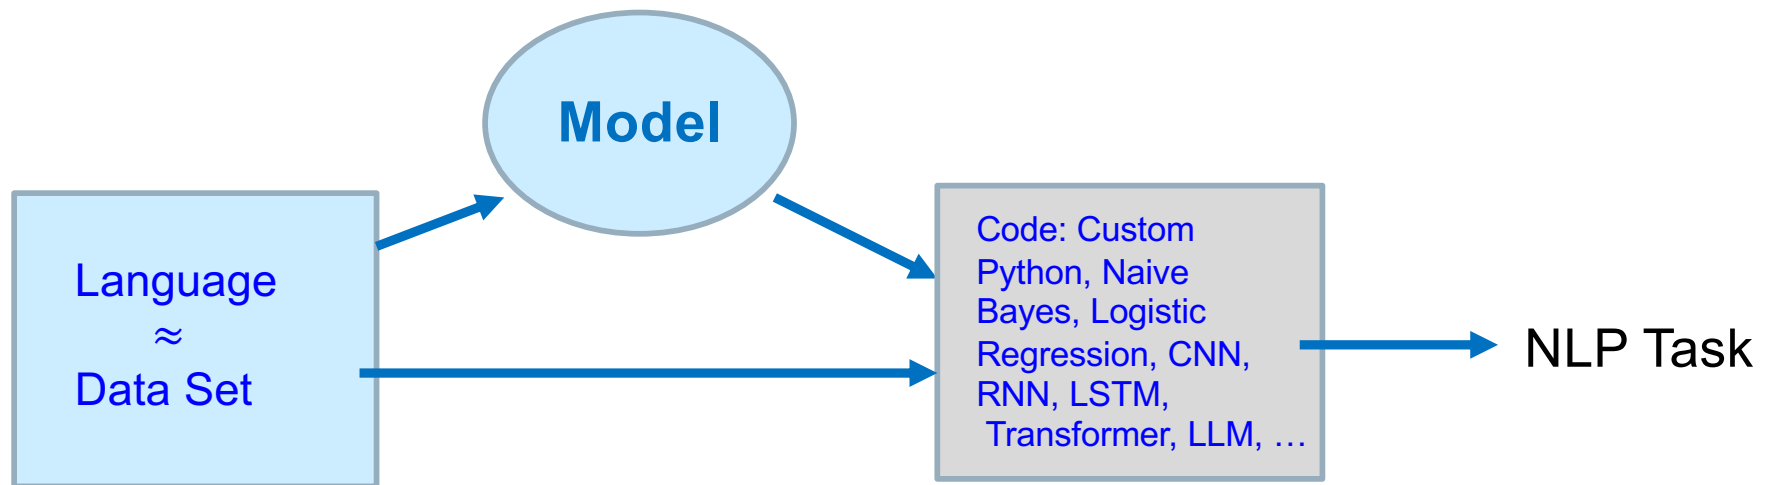 Model
Language
≈
Data Set
Code: Custom
Python, Naive
Bayes, Logistic
Regression, CNN,
RNN, LSTM,
Transformer, LLM, …
NLP Task